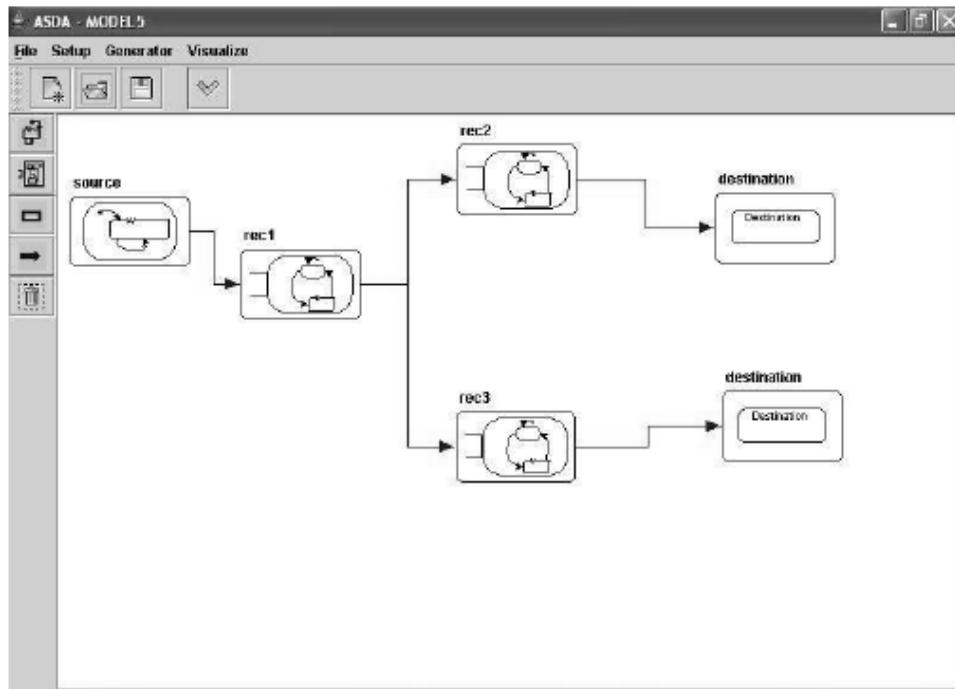 ASDA - MODEL 5
File Setup Generator Visualize
rec2
source
destination
Destination
rec1
destination
rec3
Destination